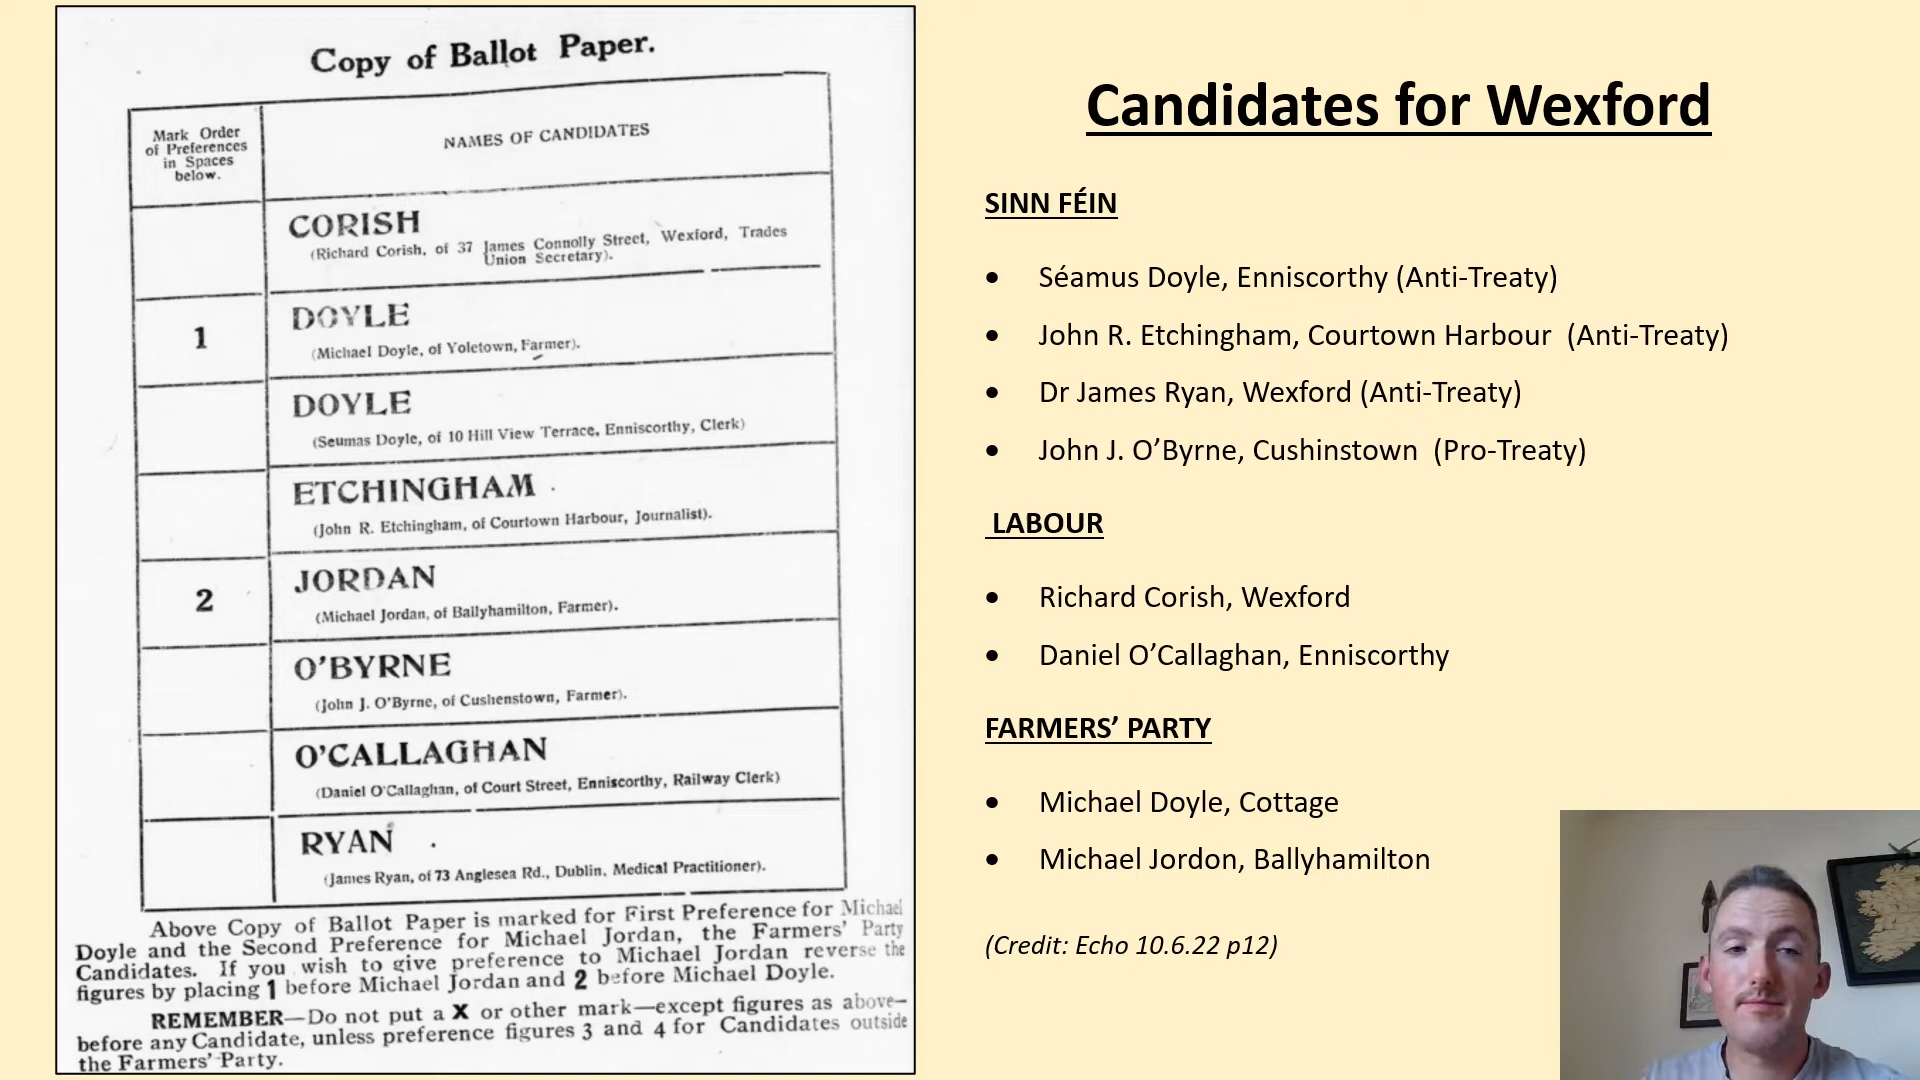 Copy of Ballot Paper.
Mark Order
of Preferences
in Spaces
below.
NAMES OF CANDIDATES
CORISH
(Richard Corish, of 37 James Connolly Street, Wexford, Trades
Union Secretary).
1
DOYLE
(Michael Doyle, of Yoletown, Farmer).
DOYLE
(Seumas Doyle, of 10 Hill View Terrace, Enniscorthy, Clerk)
ETCHINGHAM
(John R. Etchingham, of Courtown Harbour, Journalist).
2
JORDAN
(Michael Jordan, of Ballyhamilton, Farmer).
O'BYRNE
(John J. O'Byrne, of Cushenstown, Farmer).
O'CALLAGHAN
(Daniel O'Callaghan, of Court Street, Enniscorthy, Railway Clerk)
RYAN
(James Ryan, of 73 Anglesea Rd., Dublin, Medical Practitioner).
Above Copy of Ballot Paper is marked for First Preference for Michael
Doyle and the Second Preference for Michael Jordan, the Farmers' Party
Candidates. If you wish to give preference to Michael Jordan reverse the
figures by placing 1 before Michael Jordan and 2 before Michael Doyle.
REMEMBER—Do not put a X or other mark—except figures as above—
before any Candidate, unless preference figures 3 and 4 for Candidates outside
the Farmers' Party.
Candidates for Wexford
SINN FÉIN
• Séamus Doyle, Enniscorthy (Anti-Treaty)
• John R. Etchingham, Courtown Harbour (Anti-Treaty)
• Dr James Ryan, Wexford (Anti-Treaty)
• John J. O’Byrne, Cushinstown (Pro-Treaty)
LABOUR
• Richard Corish, Wexford
• Daniel O’Callaghan, Enniscorthy
FARMERS’ PARTY
• Michael Doyle, Cottage
• Michael Jordon, Ballyhamilton
(Credit: Echo 10.6.22 p12)